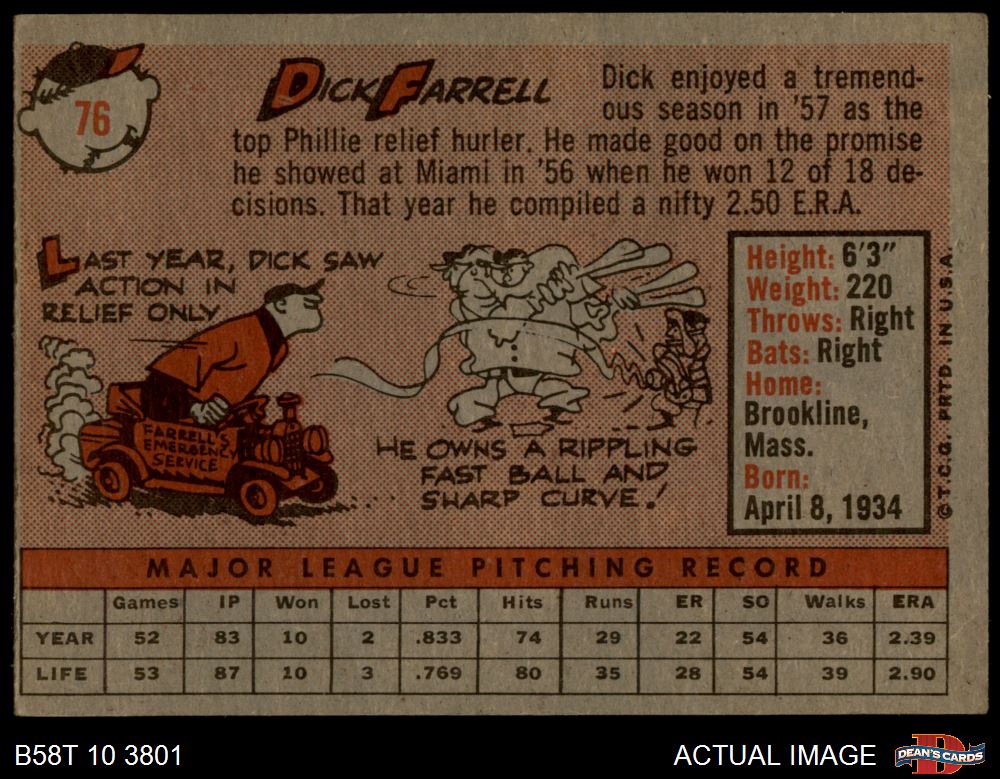 76
DICK FARRELL
Dick enjoyed a tremend-
ous season in '57 as the
top Phillie relief hurler. He made good on the promise
he showed at Miami in '56 when he won 12 of 18 de-
cisions. That year he compiled a nifty 2.50 E.R.A.
LAST YEAR, DICK SAW
ACTION IN
RELIEF ONLY
FARRELL'S
EMERGENCY
SERVICE
HE OWNS A RIPPLING
FAST BALL AND
SHARP CURVE!
Height: 6'3"
Weight: 220
Throws: Right
Bats: Right
Home:
Brookline,
Mass.
Born:
April 8, 1934
© T.C.G. PRTD. IN U.S.A.
MAJOR LEAGUE PITCHING RECORD
Games IP Won Lost Pct Hits Runs ER SO Walks ERA
YEAR 52 83 10 2 .833 74 29 22 54 36 2.39
LIFE 53 87 10 3 .769 80 35 28 54 39 2.90
B58T 10 3801
ACTUAL IMAGE
D
DEAN'S CARDS